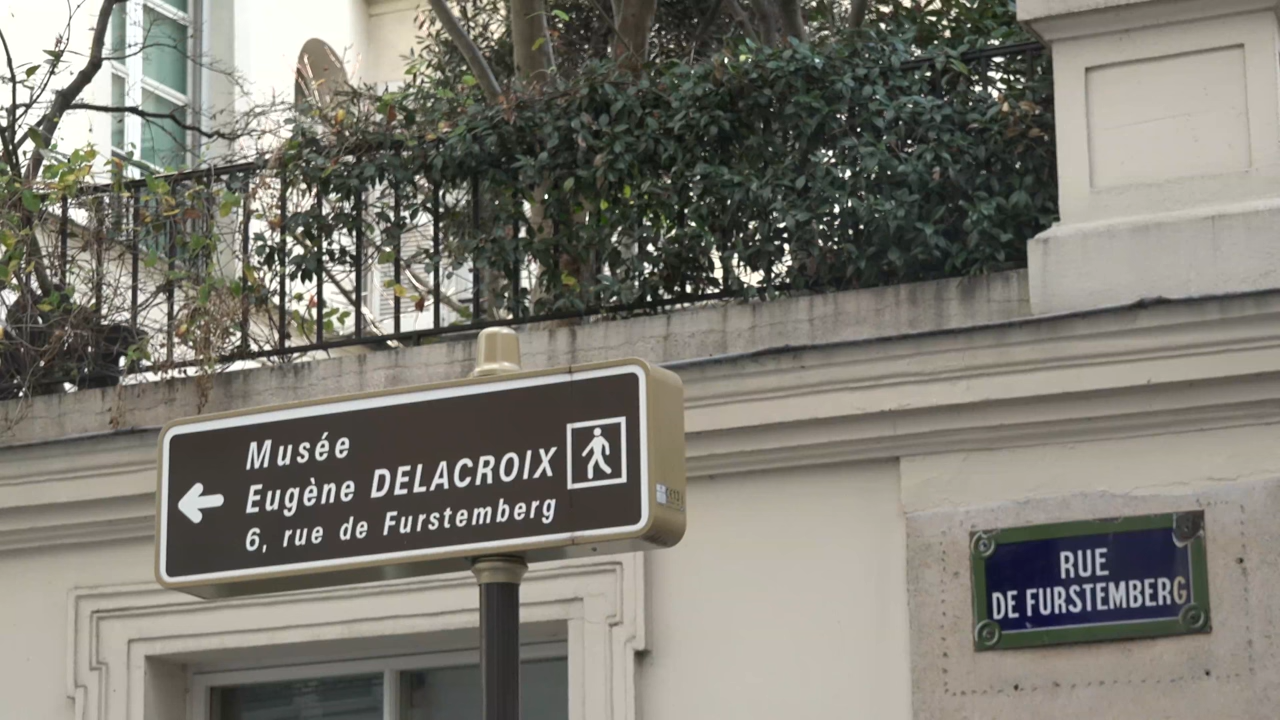 Musée
Eugène DELACROIX
6, rue de Furstemberg
RUE
DE FURSTEMBERG